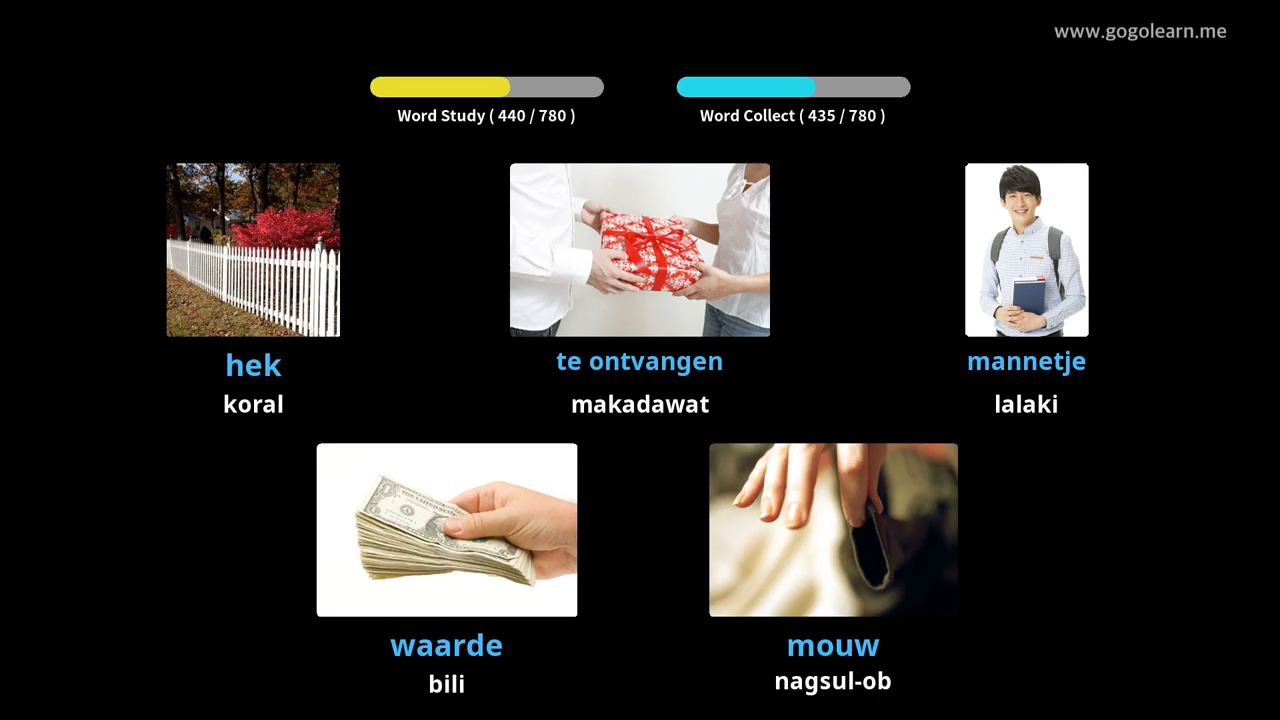 www.gogolearn.me
Word Study ( 440 / 780 )
Word Collect ( 435 / 780 )
hek
koral
te ontvangen
makadawat
mannetje
lalaki
waarde
bili
mouw
nagsul-ob